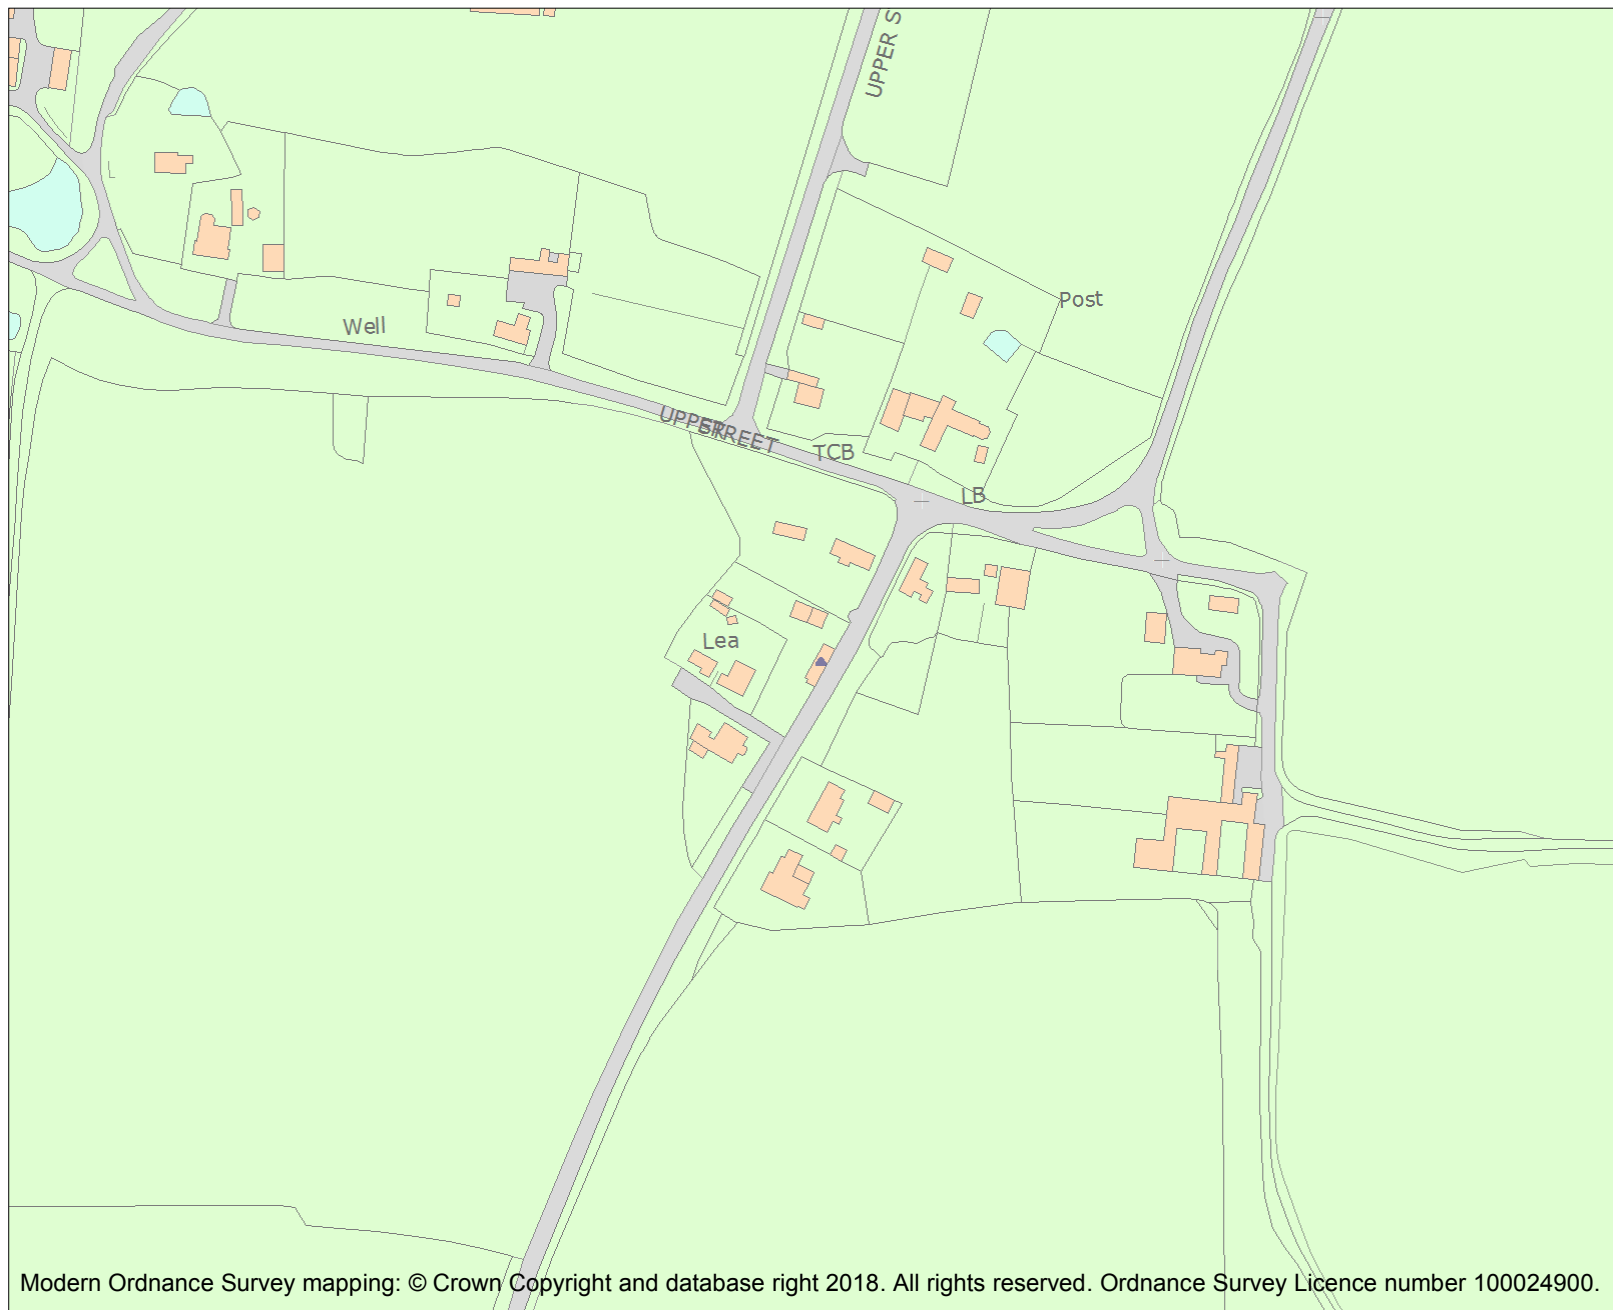 UPPER S
Post
Well
UPPER
STREET
TCB
LB
Lea
Modern Ordnance Survey mapping: © Crown Copyright and database right 2018. All rights reserved. Ordnance Survey Licence number 100024900.